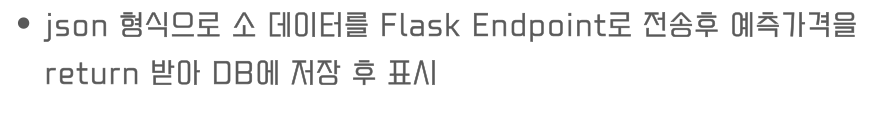 • json 형식으로 소 데이터를 Flask Endpoint로 전송후 예측가격을
return 받아 DB에 저장 후 표시